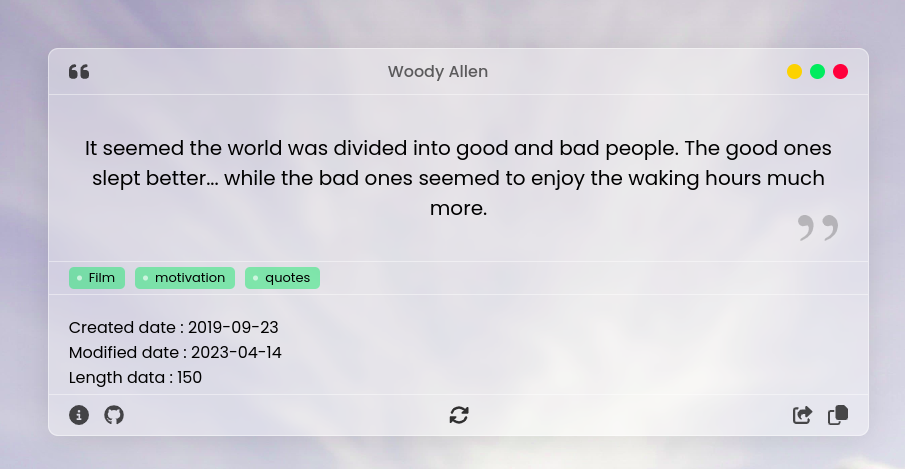 Woody Allen
It seemed the world was divided into good and bad people. The good ones
slept better... while the bad ones seemed to enjoy the waking hours much
more.
Film motivation quotes
Created date : 2019-09-23
Modified date : 2023-04-14
Length data : 150